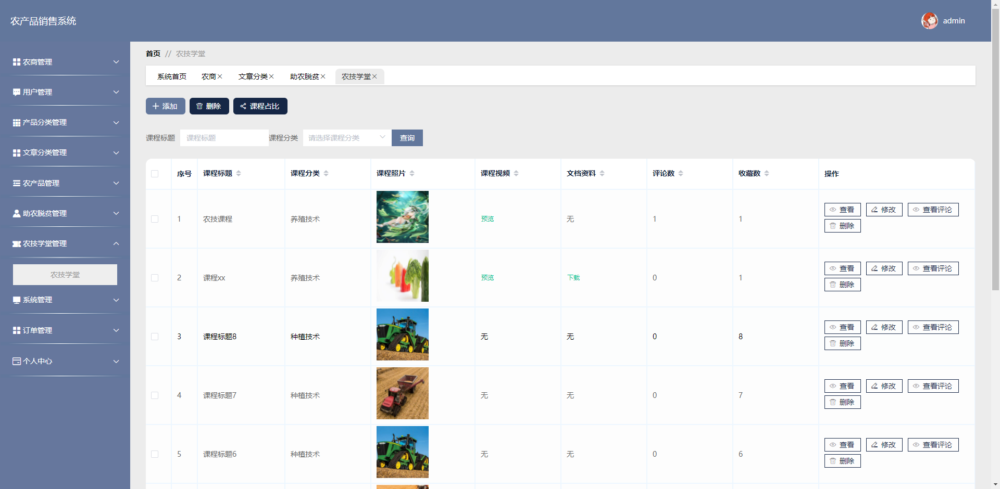 农产品销售系统
admin
农商管理
用户管理
产品分类管理
文章分类管理
农产品管理
助农脱贫管理
农技学堂管理
农技学堂
系统管理
订单管理
个人中心
首页 // 农技学堂
系统首页 农商 文章分类 助农脱贫 农技学堂
添加 删除 课程占比
课程标题 课程标题 课程分类 请选择课程分类 查询
序号 课程标题 课程分类 课程照片 课程视频 文档资料 评论数 收藏数 操作
1 农技课程 养殖技术 预览 无 1 1 查看 修改 查看评论
删除
2 课程xx 养殖技术 预览 下载 0 1 查看 修改 查看评论
删除
3 课程标题8 种植技术 无 无 0 8 查看 修改 查看评论
删除
4 课程标题7 种植技术 无 无 0 7 查看 修改 查看评论
删除
5 课程标题6 种植技术 无 无 0 6 查看 修改 查看评论
删除